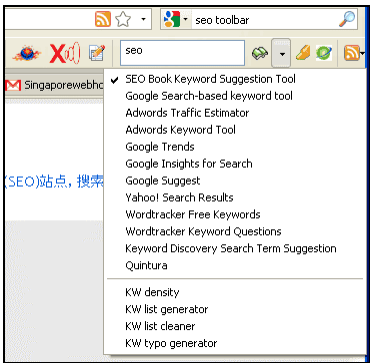 seo toolbar
seo
Singaporewebho
(SEO)站点，搜索
SEO Book Keyword Suggestion Tool
Google Search-based keyword tool
Adwords Traffic Estimator
Adwords Keyword Tool
Google Trends
Google Insights for Search
Google Suggest
Yahoo! Search Results
Wordtracker Free Keywords
Wordtracker Keyword Questions
Keyword Discovery Search Term Suggestion
Quintura
KW density
KW list generator
KW list cleaner
KW typo generator